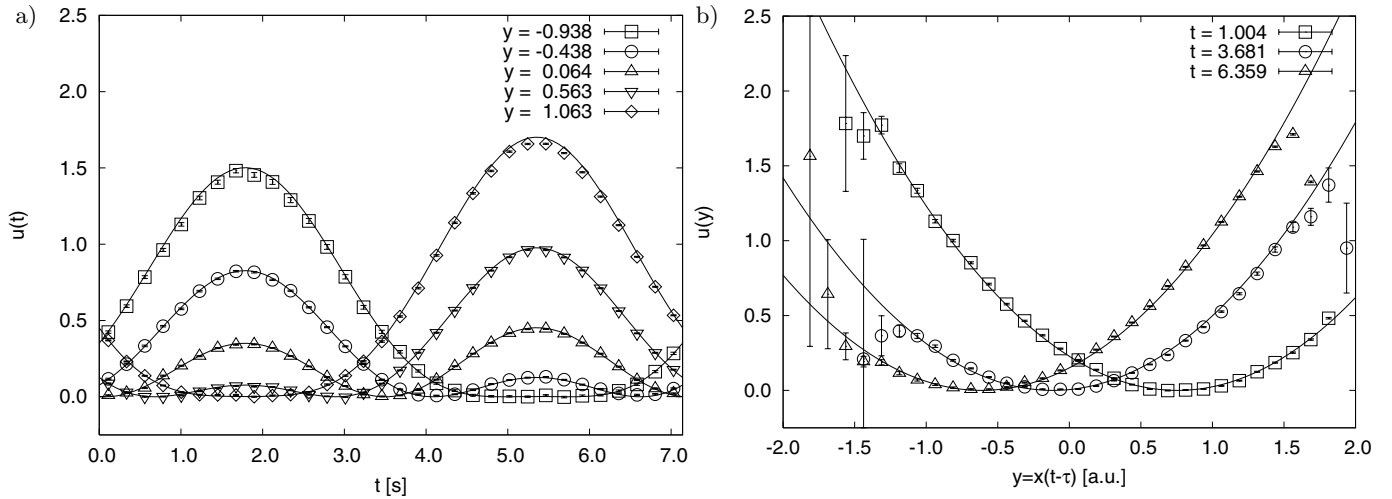 a)
y = -0.938
y = -0.438
y = 0.064
y = 0.563
y = 1.063
2.5
2.0
1.5
1.0
0.5
0.0
u(t)
0.0 1.0 2.0 3.0 4.0 5.0 6.0 7.0
t [s]
b)
t = 1.004
t = 3.681
t = 6.359
2.5
2.0
1.5
1.0
0.5
0.0
u(y)
-2.0 -1.5 -1.0 -0.5 0.0 0.5 1.0 1.5 2.0
y=x(t-τ) [a.u.]